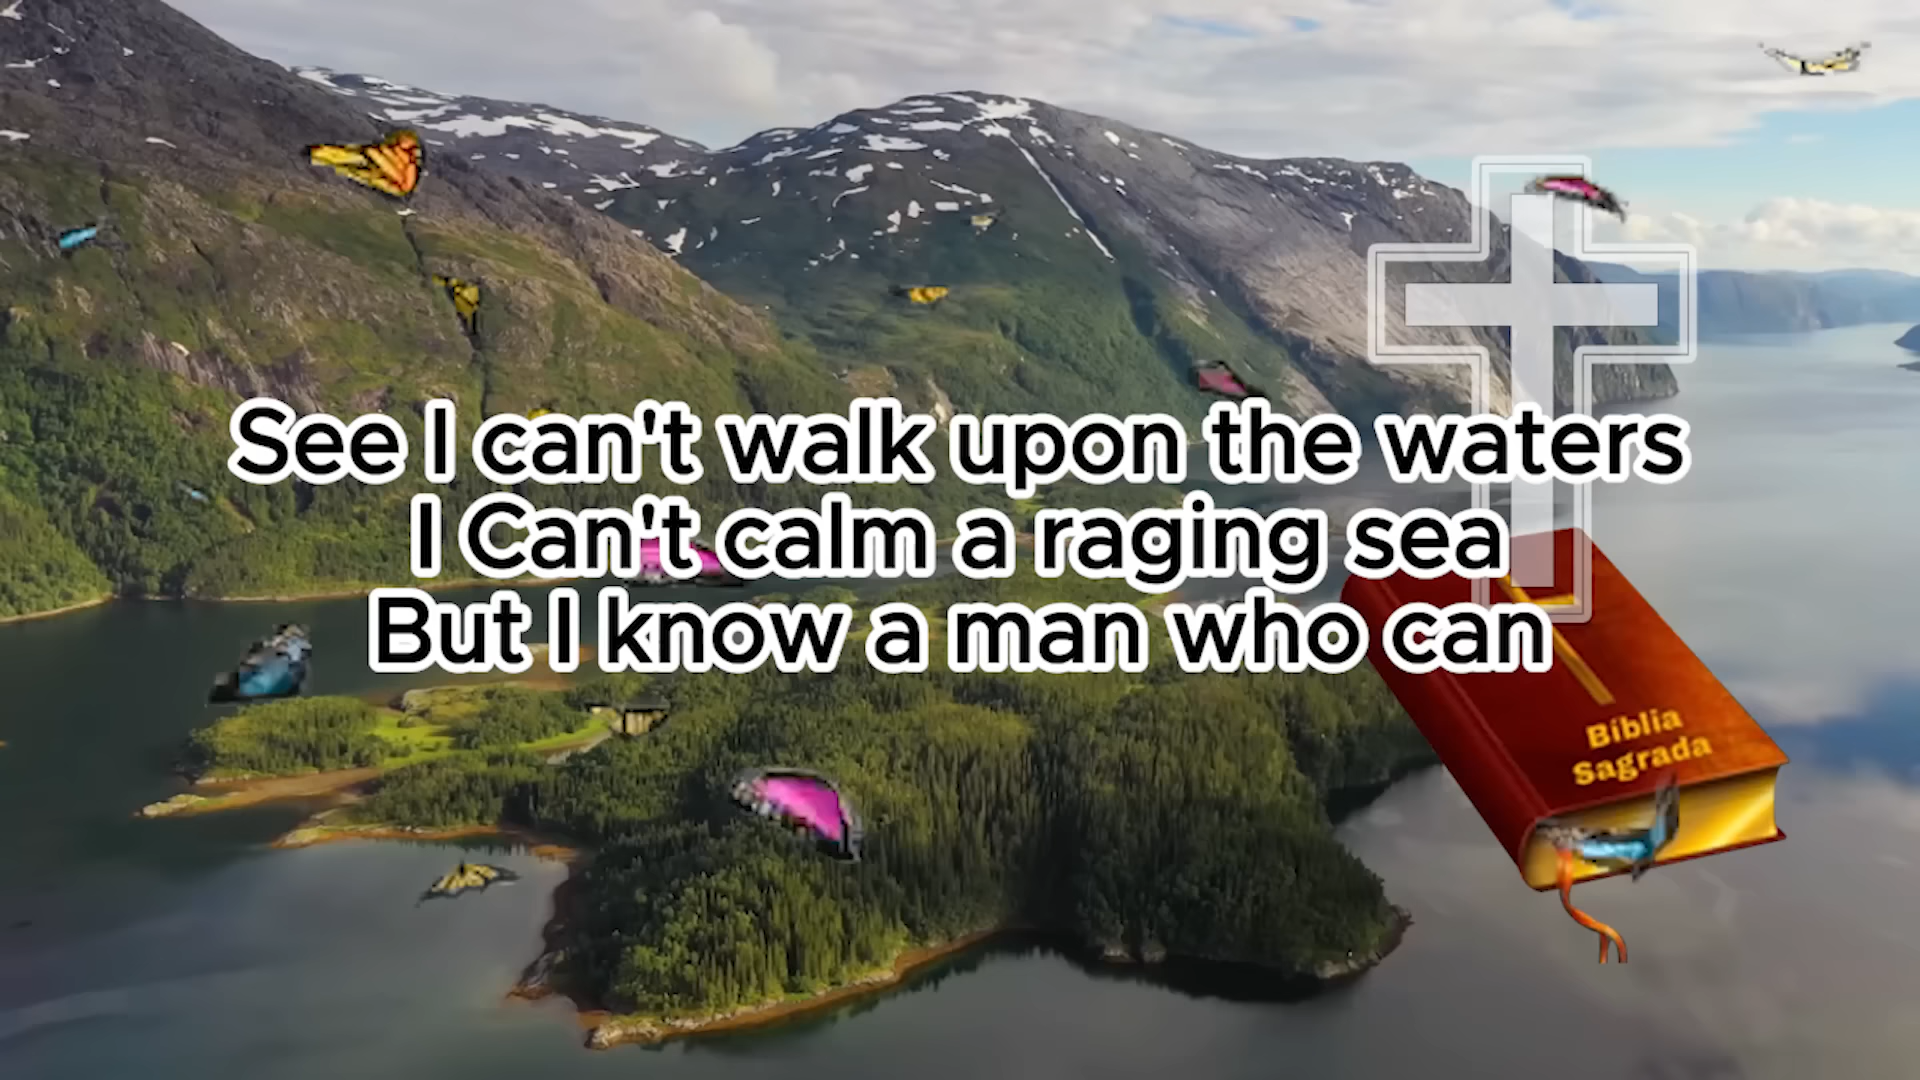 See I can't walk upon the waters
I Can't calm a raging sea
But I know a man who can
Bíblia
Sagrada